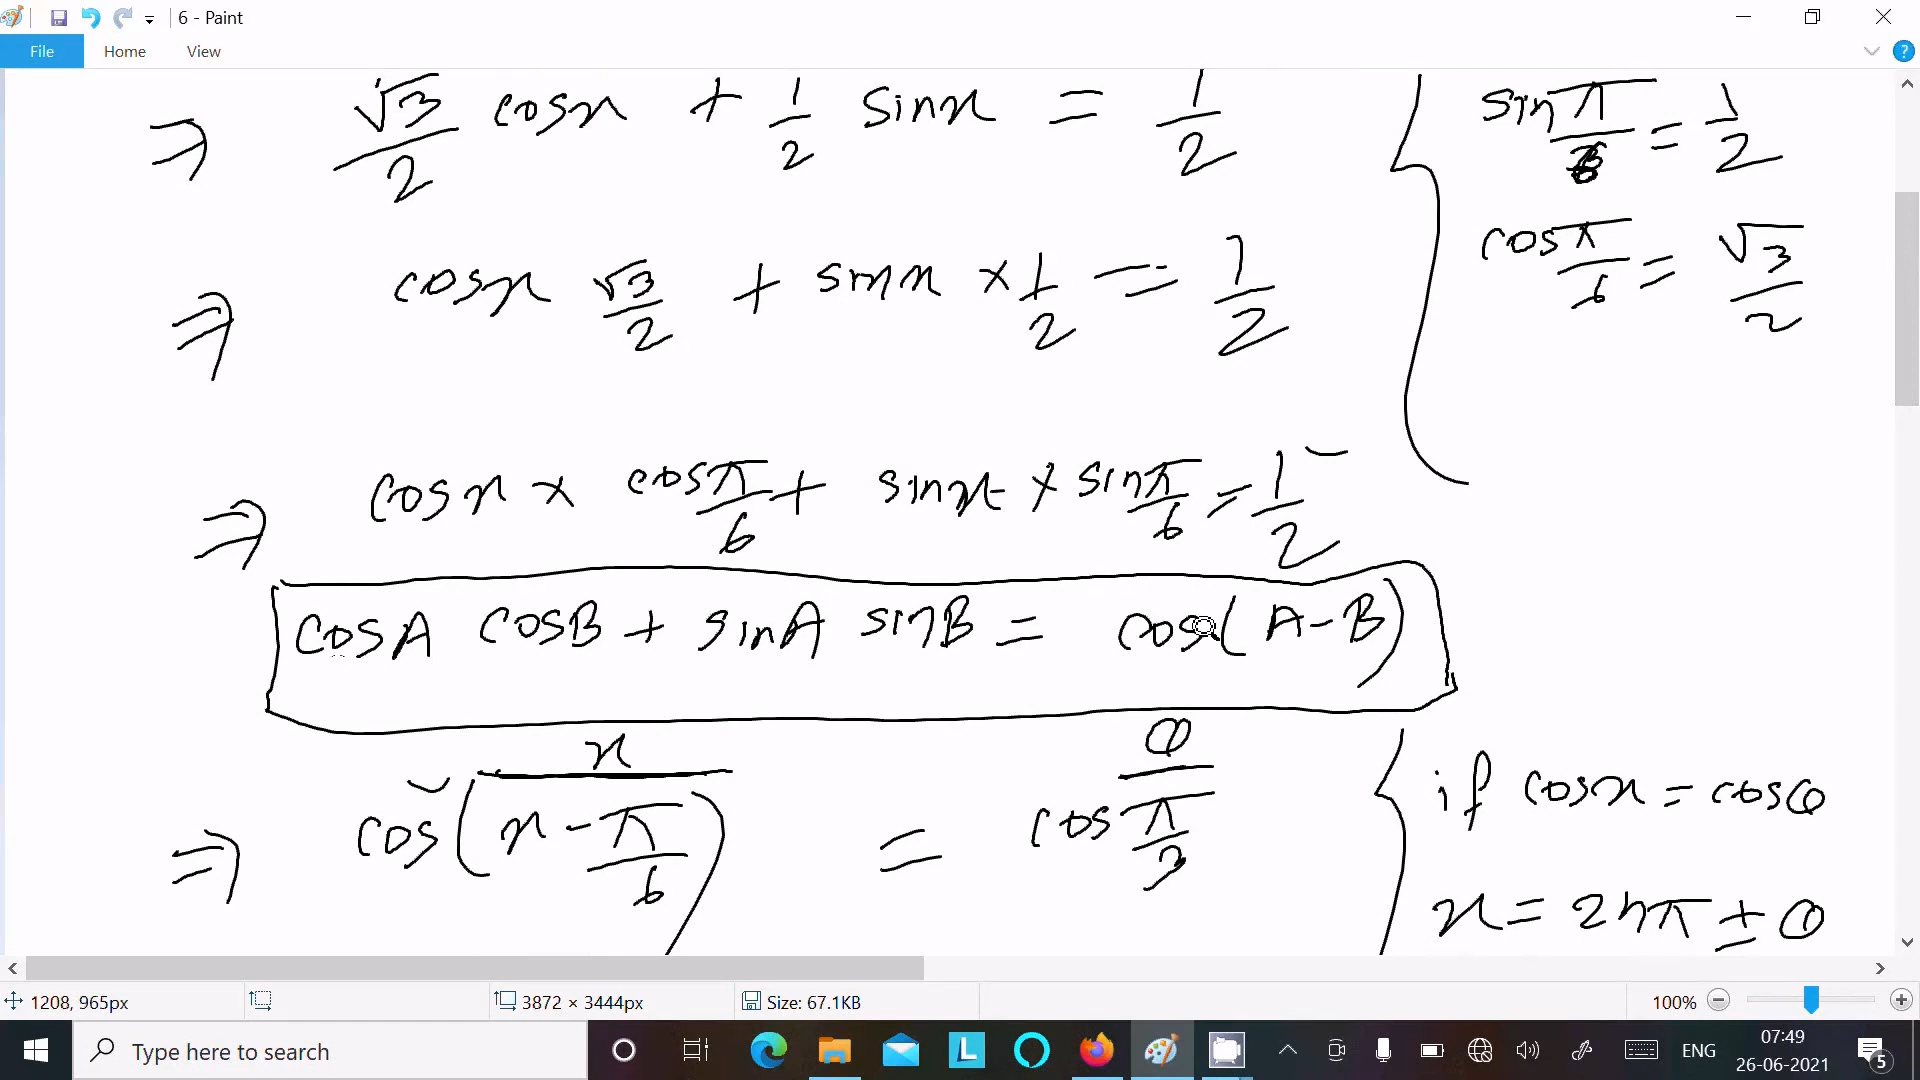 6 - Paint
File Home View
⇒ √3/2 cosx + 1/2 sinx = 1/2
sin π/6 = 1/2
cos π/6 = √3/2
⇒ cosx √3/2 + sinx × 1/2 = 1/2
⇒ cosx × cos π/6 + sinx × sin π/6 = 1/2
cosA cosB + sinA sinB = cos(A-B)
x θ
⇒ cos(x - π/6) = cos π/3
if cosx = cosθ
x = 2nπ ± θ
1208, 965px 3872 × 3444px Size: 67.1KB 100%
Type here to search
L
ENG
07:49
26-06-2021
5